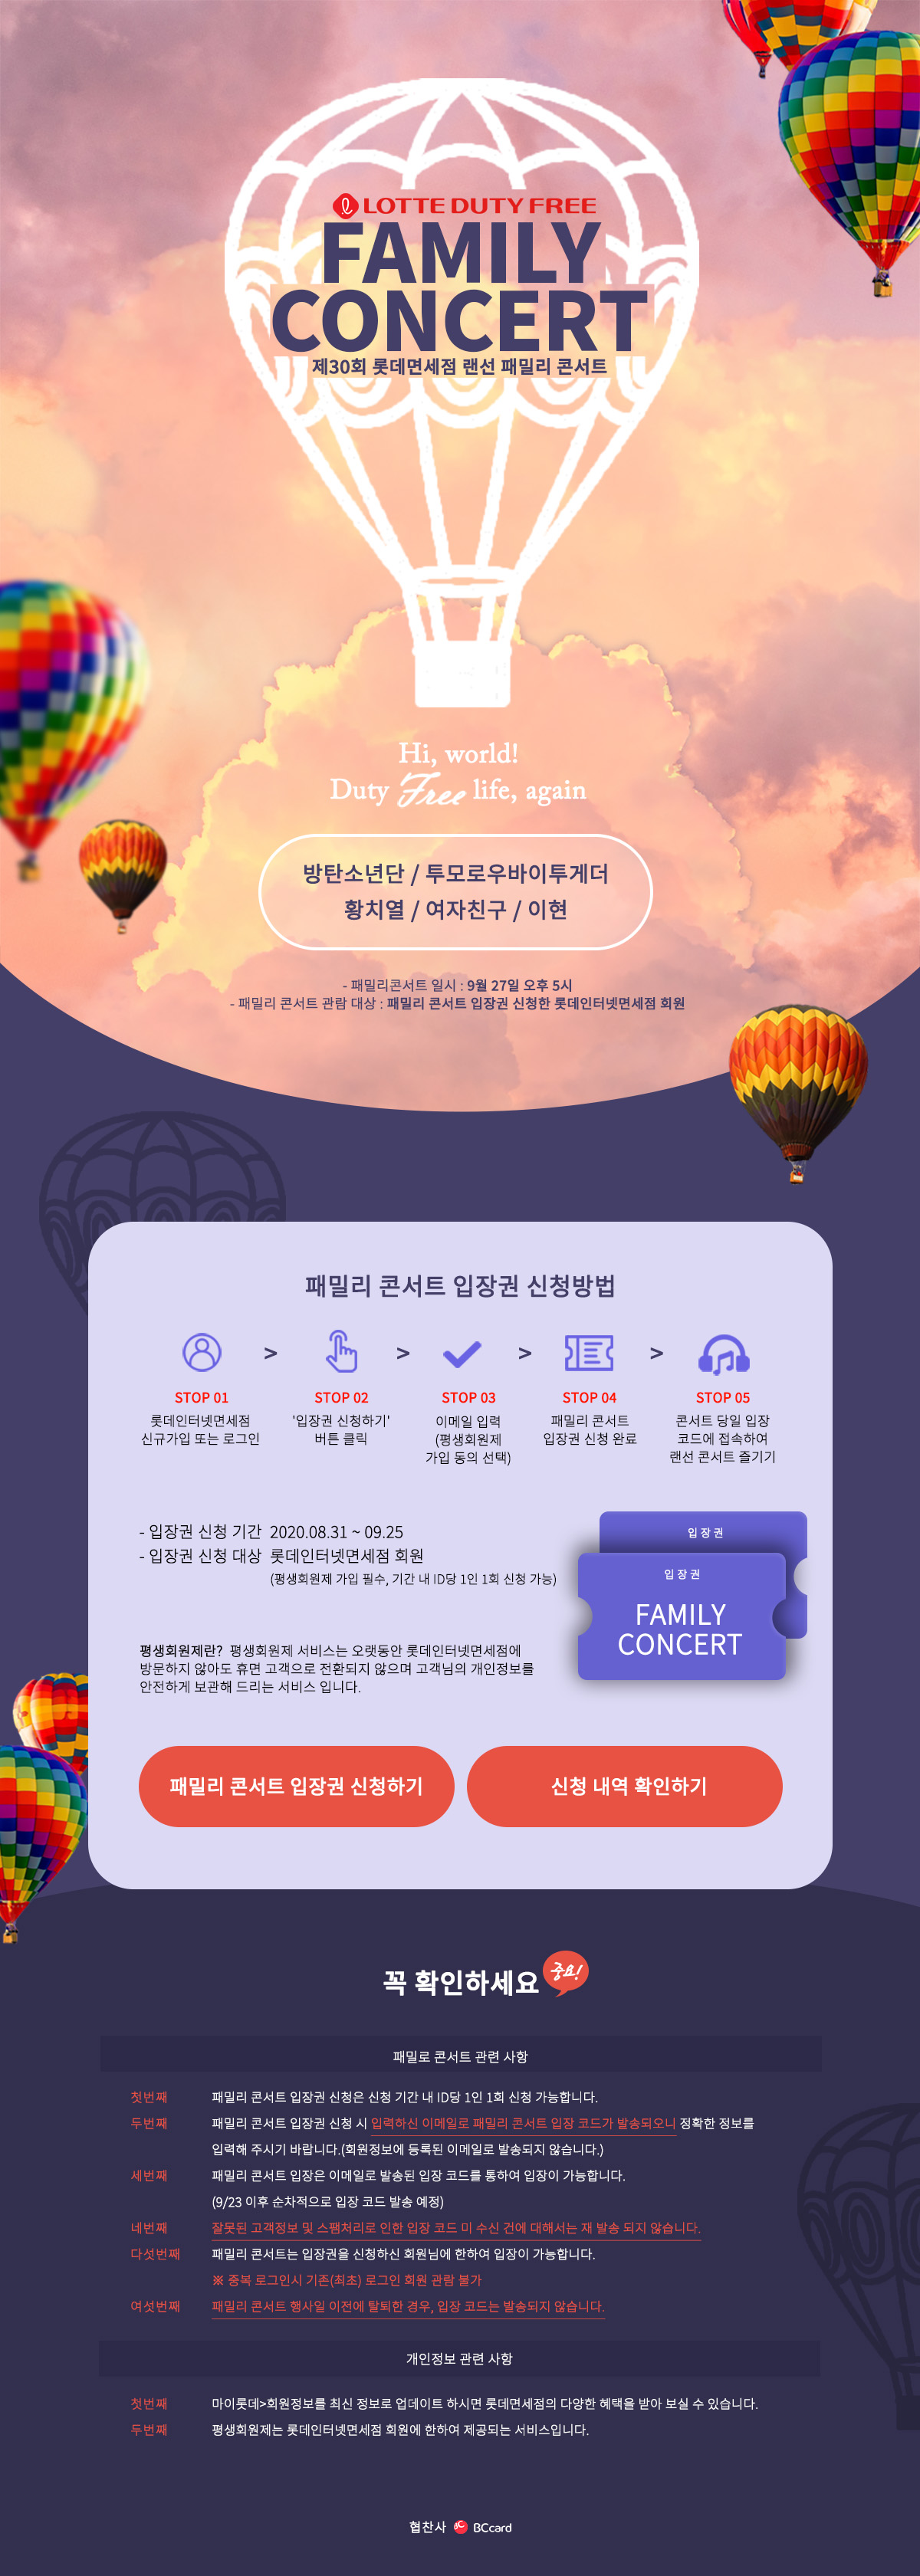 LOTTE DUTY FREE
FAMILY
CONCERT
제30회 롯데면세점 랜선 패밀리 콘서트
Hi, world!
Duty Free life, again
방탄소년단 / 투모로우바이투게더
황치열 / 여자친구 / 이현
- 패밀리콘서트 일시 : 9월 27일 오후 5시
- 패밀리 콘서트 관람 대상 : 패밀리 콘서트 입장권 신청한 롯데인터넷면세점 회원
패밀리 콘서트 입장권 신청방법
> > > >
STOP 01
롯데인터넷면세점
신규가입 또는 로그인
STOP 02
'입장권 신청하기'
버튼 클릭
STOP 03
이메일 입력
(평생회원제
가입 동의 선택)
STOP 04
패밀리 콘서트
입장권 신청 완료
STOP 05
콘서트 당일 입장
코드에 접속하여
랜선 콘서트 즐기기
- 입장권 신청 기간 2020.08.31 ~ 09.25
- 입장권 신청 대상 롯데인터넷면세점 회원
(평생회원제 가입 필수, 기간 내 ID당 1인 1회 신청 가능)
입장권
입장권
FAMILY
CONCERT
평생회원제란? 평생회원제 서비스는 오랫동안 롯데인터넷면세점에
방문하지 않아도 휴면 고객으로 전환되지 않으며 고객님의 개인정보를
안전하게 보관해 드리는 서비스 입니다.
패밀리 콘서트 입장권 신청하기
신청 내역 확인하기
꼭 확인하세요 중요!
패밀로 콘서트 관련 사항
첫번째 패밀리 콘서트 입장권 신청은 신청 기간 내 ID당 1인 1회 신청 가능합니다.
두번째 패밀리 콘서트 입장권 신청 시 입력하신 이메일로 패밀리 콘서트 입장 코드가 발송되오니 정확한 정보를
입력해 주시기 바랍니다.(회원정보에 등록된 이메일로 발송되지 않습니다.)
세번째 패밀리 콘서트 입장은 이메일로 발송된 입장 코드를 통하여 입장이 가능합니다.
(9/23 이후 순차적으로 입장 코드 발송 예정)
네번째 잘못된 고객정보 및 스팸처리로 인한 입장 코드 미 수신 건에 대해서는 재 발송 되지 않습니다.
다섯번째 패밀리 콘서트는 입장권을 신청하신 회원님에 한하여 입장이 가능합니다.
※ 중복 로그인시 기존(최초) 로그인 회원 관람 불가
여섯번째 패밀리 콘서트 행사일 이전에 탈퇴한 경우, 입장 코드는 발송되지 않습니다.
개인정보 관련 사항
첫번째 마이롯데>회원정보를 최신 정보로 업데이트 하시면 롯데면세점의 다양한 혜택을 받아 보실 수 있습니다.
두번째 평생회원제는 롯데인터넷면세점 회원에 한하여 제공되는 서비스입니다.
협찬사 BCcard